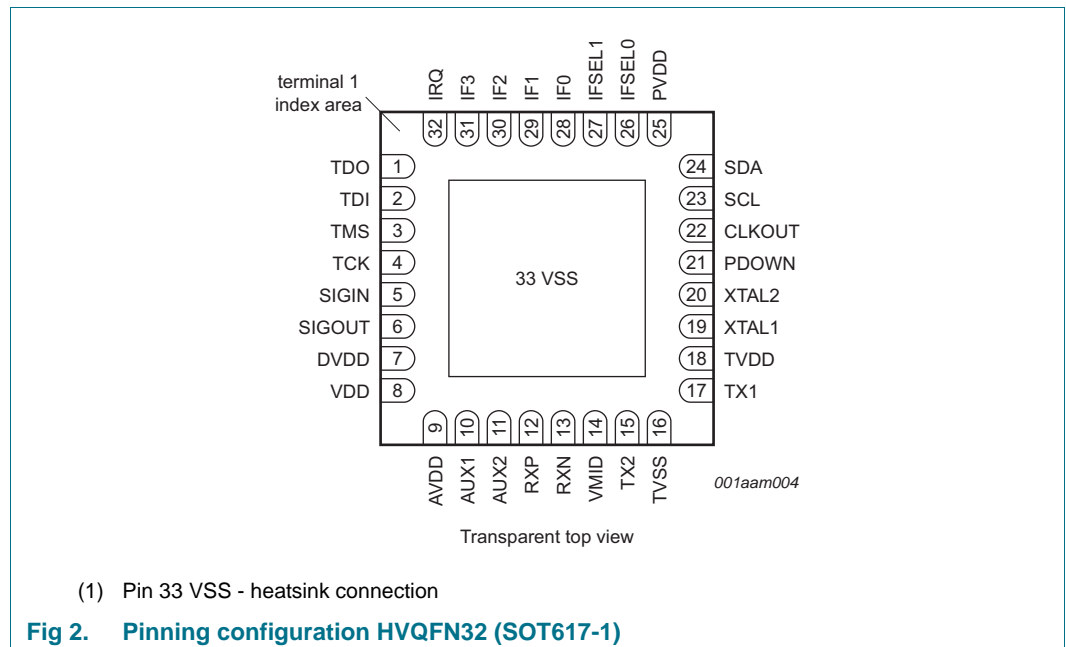 terminal 1
index area
IRQ
IF3
IF2
IF1
IF0
IFSEL1
IFSEL0
PVDD
32
31
30
29
28
27
26
25
TDO 1
TDI 2
TMS 3
TCK 4
SIGIN 5
SIGOUT 6
DVDD 7
VDD 8
33 VSS
24 SDA
23 SCL
22 CLKOUT
21 PDOWN
20 XTAL2
19 XTAL1
18 TVDD
17 TX1
9
10
11
12
13
14
15
16
AVDD
AUX1
AUX2
RXP
RXN
VMID
TX2
TVSS
001aam004
Transparent top view
(1) Pin 33 VSS - heatsink connection
Fig 2. Pinning configuration HVQFN32 (SOT617-1)